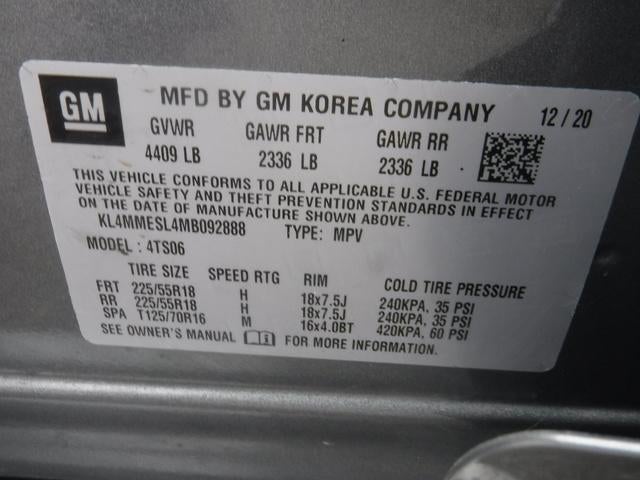 GM
MFD BY GM KOREA COMPANY 12/20
GVWR GAWR FRT GAWR RR
4409 LB 2336 LB 2336 LB
THIS VEHICLE CONFORMS TO ALL APPLICABLE U.S. FEDERAL MOTOR
VEHICLE SAFETY AND THEFT PREVENTION STANDARDS IN EFFECT
ON THE DATE OF MANUFACTURE SHOWN ABOVE.
KL4MMESL4MB092888 TYPE: MPV
MODEL: 4TS06
TIRE SIZE SPEED RTG RIM COLD TIRE PRESSURE
FRT 225/55R18 H 18x7.5J 240KPA, 35 PSI
RR 225/55R18 H 18x7.5J 240KPA, 35 PSI
SPA T125/70R16 M 16x4.0BT 420KPA, 60 PSI
SEE OWNER'S MANUAL FOR MORE INFORMATION.